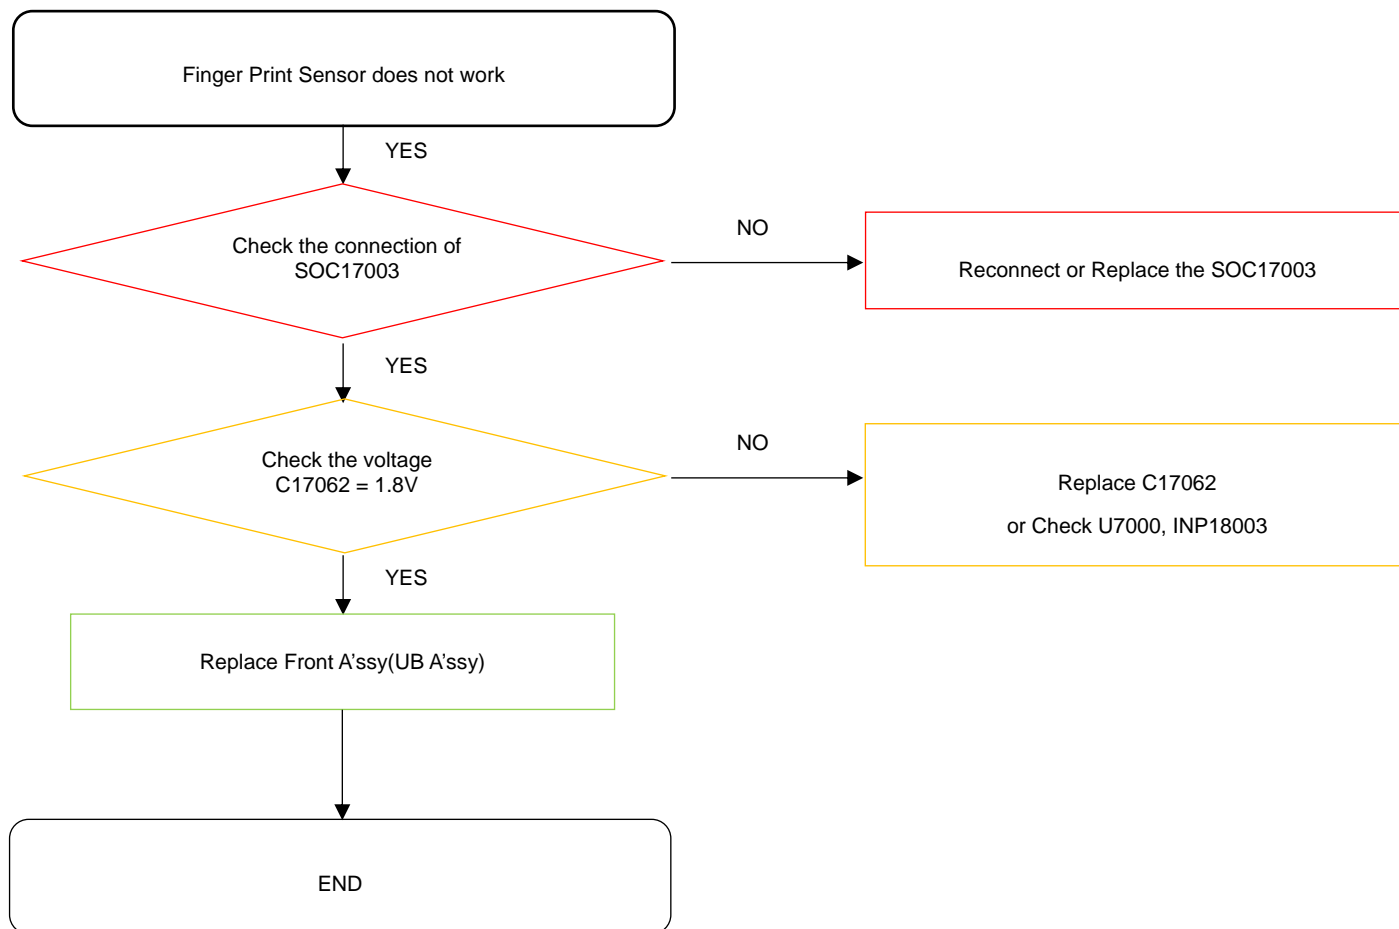 Finger Print Sensor does not work
YES
Check the connection of
SOC17003
NO
Reconnect or Replace the SOC17003
YES
Check the voltage
C17062 = 1.8V
NO
Replace C17062
or Check U7000, INP18003
YES
Replace Front A’ssy(UB A’ssy)
END